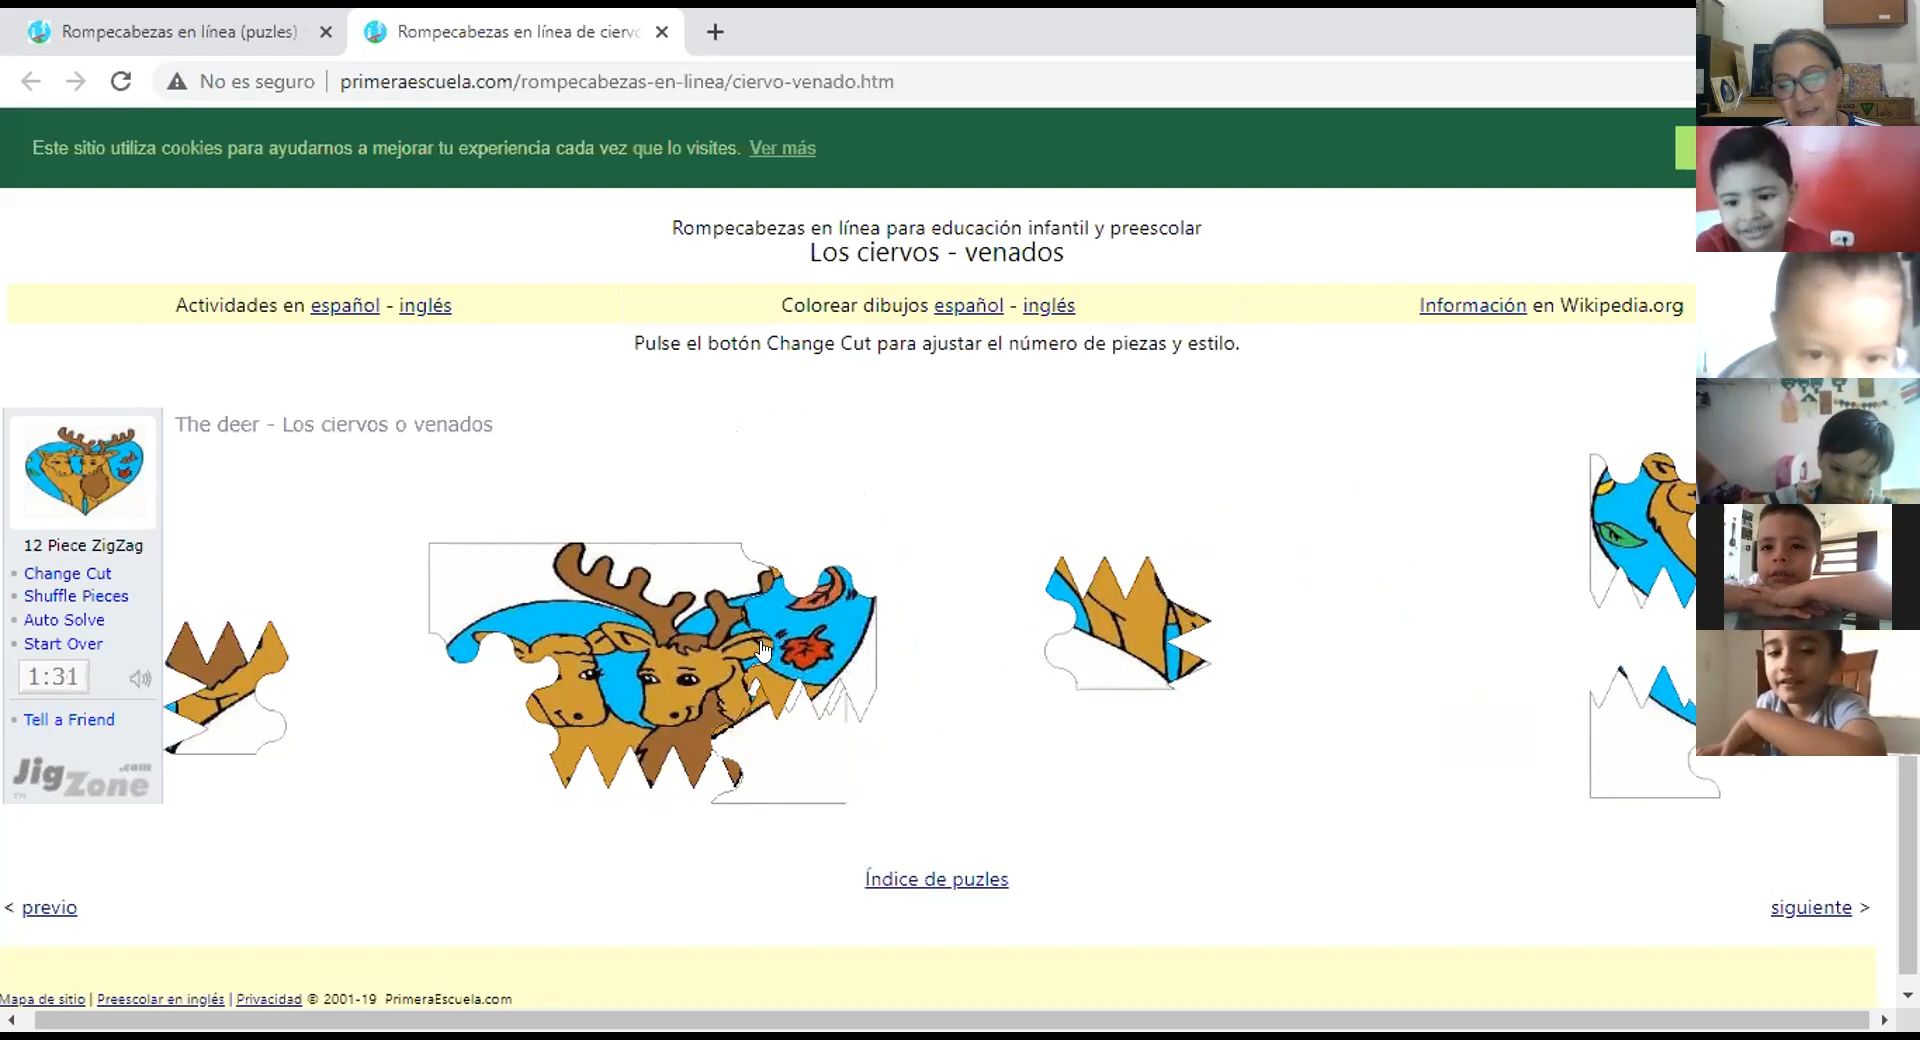 Rompecabezas en línea (puzles)
Rompecabezas en línea de cierv
No es seguro
primeraescuela.com/rompecabezas-en-linea/ciervo-venado.htm
Este sitio utiliza cookies para ayudarnos a mejorar tu experiencia cada vez que lo visites. Ver más
Rompecabezas en línea para educación infantil y preescolar
Los ciervos - venados
Actividades en español - inglés
Colorear dibujos español - inglés
Información en Wikipedia.org
Pulse el botón Change Cut para ajustar el número de piezas y estilo.
The deer - Los ciervos o venados
12 Piece ZigZag
Change Cut
Shuffle Pieces
Auto Solve
Start Over
1:31
Tell a Friend
JigZone.com
Índice de puzles
< previo
siguiente >
Mapa de sitio | Preescolar en inglés | Privacidad © 2001-19 PrimeraEscuela.com